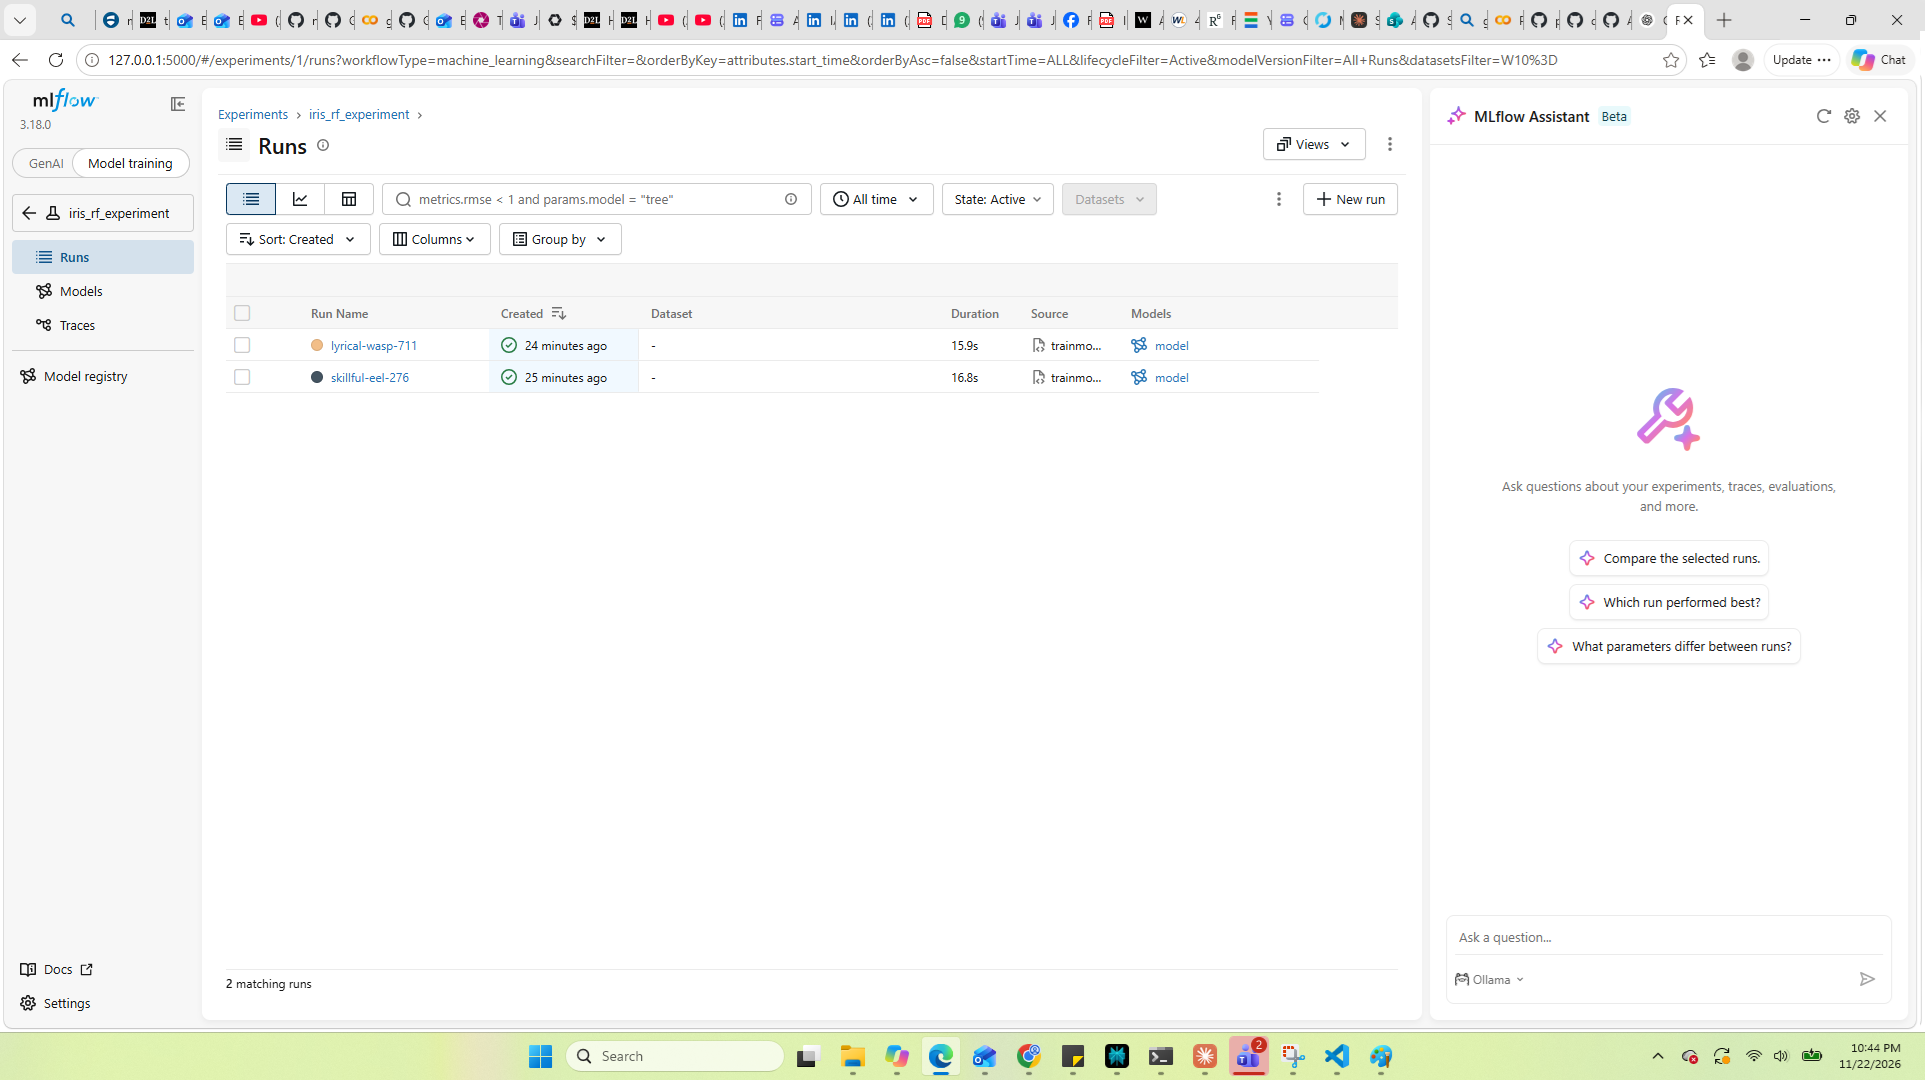 127.0.0.1:5000/#/experiments/1/runs?workflowType=machine_learning&searchFilter=&orderByKey=attributes.start_time&orderByAsc=false&startTime=ALL&lifecycleFilter=Active&modelVersionFilter=All+Runs&datasetsFilter=W10%3D
Update
Chat
mlflow
3.18.0
GenAI
Model training
iris_rf_experiment
Runs
Models
Traces
Model registry
Docs
Settings
Experiments > iris_rf_experiment >
Runs
Views
metrics.rmse < 1 and params.model = "tree"
All time
State: Active
Datasets
New run
Sort: Created
Columns
Group by
Run Name Created Dataset Duration Source Models
lyrical-wasp-711 24 minutes ago - 15.9s trainmo... model
skillful-eel-276 25 minutes ago - 16.8s trainmo... model
2 matching runs
MLflow Assistant Beta
Ask questions about your experiments, traces, evaluations,
and more.
Compare the selected runs.
Which run performed best?
What parameters differ between runs?
Ask a question...
Ollama
Search
2
10:44 PM
11/22/2026